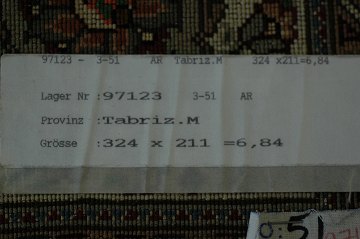 97123 - 3-51 AR Tabriz.M 324 x211=6,84
Lager Nr :97123 3-51 AR
Provinz :Tabriz.M
Grösse :324 x 211 =6,84
51